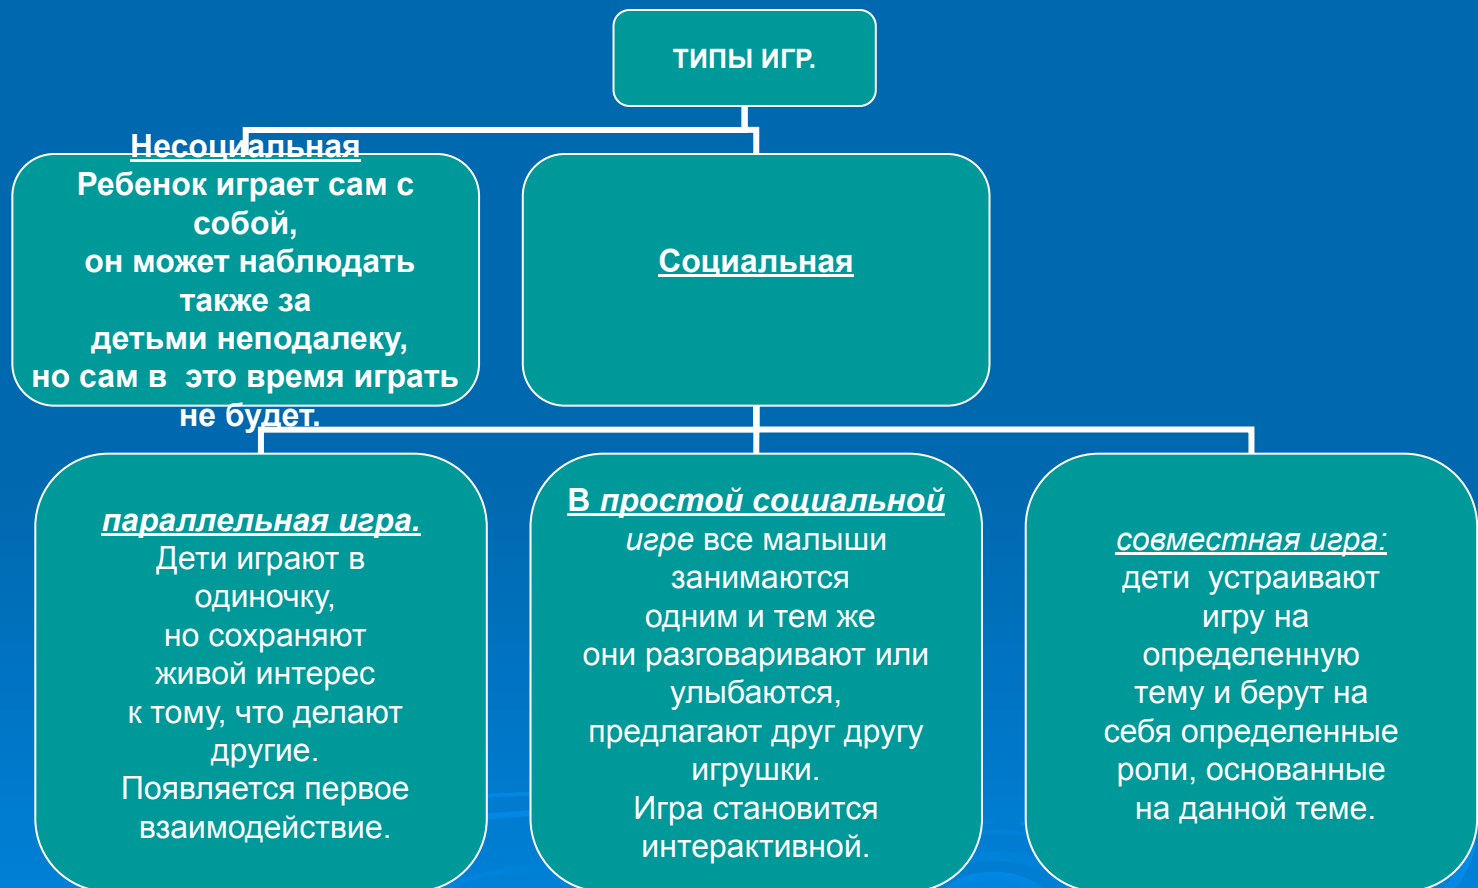 ТИПЫ ИГР.
Несоциальная
Ребенок играет сам с
собой,
он может наблюдать
также за
детьми неподалеку,
но сам в  это время играть
не будет.
Социальная
параллельная игра.
Дети играют в
одиночку,
но сохраняют
живой интерес
к тому, что делают
другие.
Появляется первое
взаимодействие.
В простой социальной
игре все малыши
занимаются
одним и тем же
они разговаривают или
улыбаются,
предлагают друг другу
игрушки.
Игра становится
интерактивной.
совместная игра:
дети  устраивают
игру на
определенную
тему и берут на
себя определенные
роли, основанные
на данной теме.